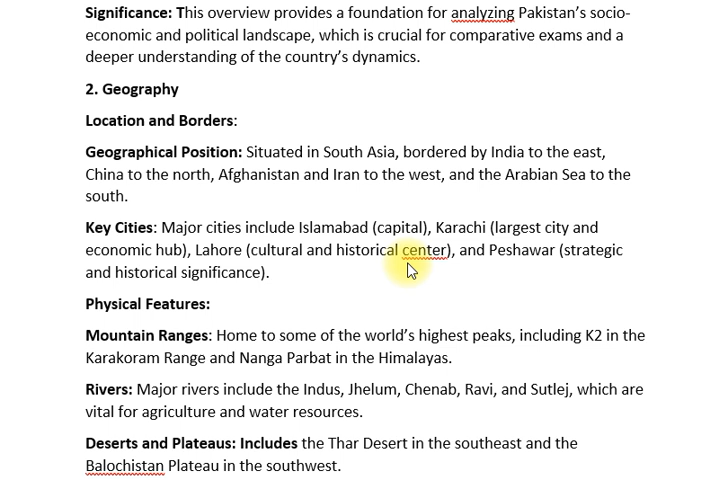 Significance: This overview provides a foundation for analyzing Pakistan’s socio-
economic and political landscape, which is crucial for comparative exams and a
deeper understanding of the country’s dynamics.
2. Geography
Location and Borders:
Geographical Position: Situated in South Asia, bordered by India to the east,
China to the north, Afghanistan and Iran to the west, and the Arabian Sea to the
south.
Key Cities: Major cities include Islamabad (capital), Karachi (largest city and
economic hub), Lahore (cultural and historical center), and Peshawar (strategic
and historical significance).
Physical Features:
Mountain Ranges: Home to some of the world’s highest peaks, including K2 in the
Karakoram Range and Nanga Parbat in the Himalayas.
Rivers: Major rivers include the Indus, Jhelum, Chenab, Ravi, and Sutlej, which are
vital for agriculture and water resources.
Deserts and Plateaus: Includes the Thar Desert in the southeast and the
Balochistan Plateau in the southwest.